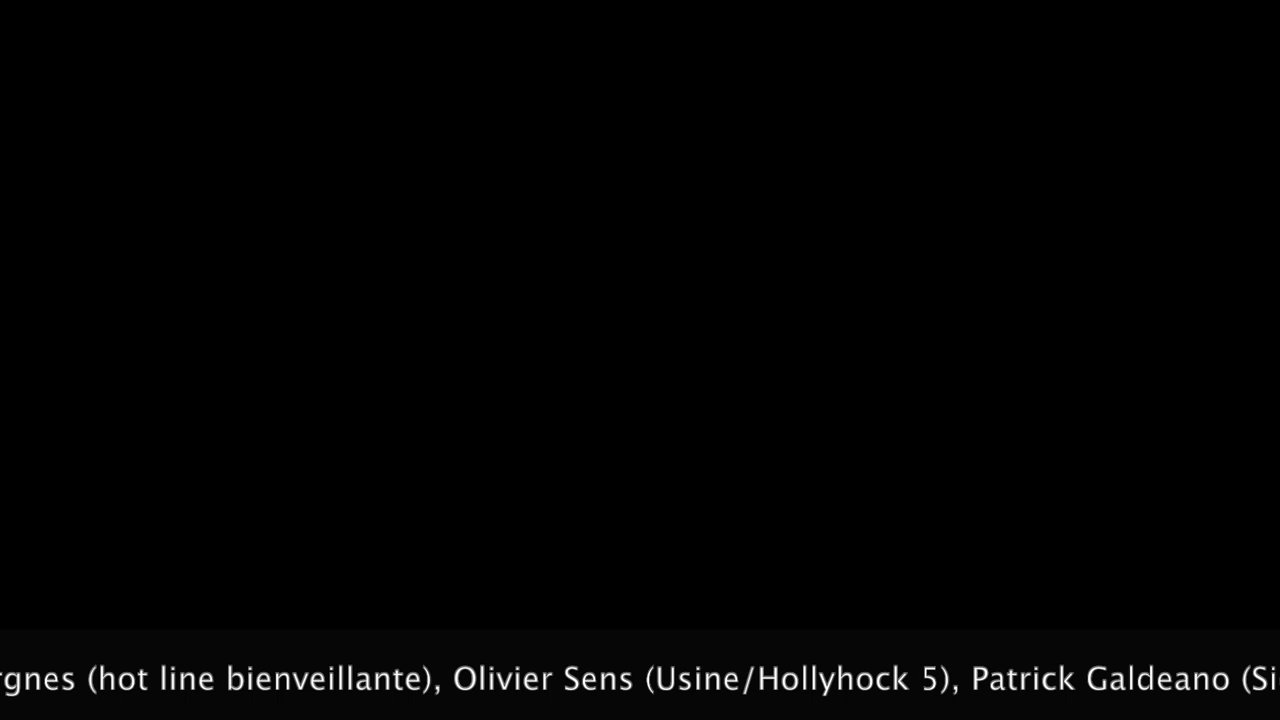 rgnes (hot line bienveillante), Olivier Sens (Usine/Hollyhock 5), Patrick Galdeano (Si